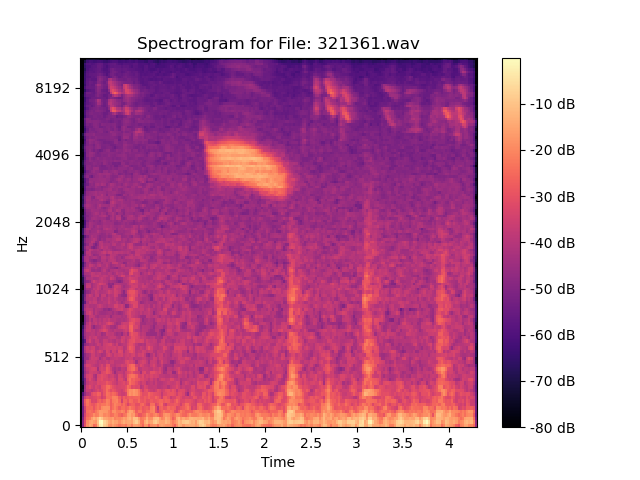 Spectrogram for File: 321361.wav
8192
4096
2048
1024
512
0
Hz
0 0.5 1 1.5 2 2.5 3 3.5 4
Time
-10 dB
-20 dB
-30 dB
-40 dB
-50 dB
-60 dB
-70 dB
-80 dB